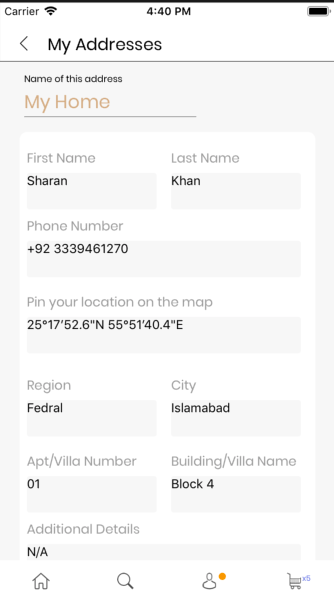 Carrier 4:40 PM
My Addresses
Name of this address
My Home
First Name Last Name
Sharan Khan
Phone Number
+92 3339461270
Pin your location on the map
25°17’52.6"N 55°51’40.4"E
Region City
Fedral Islamabad
Apt/Villa Number Building/Villa Name
01 Block 4
Additional Details
N/A
x5